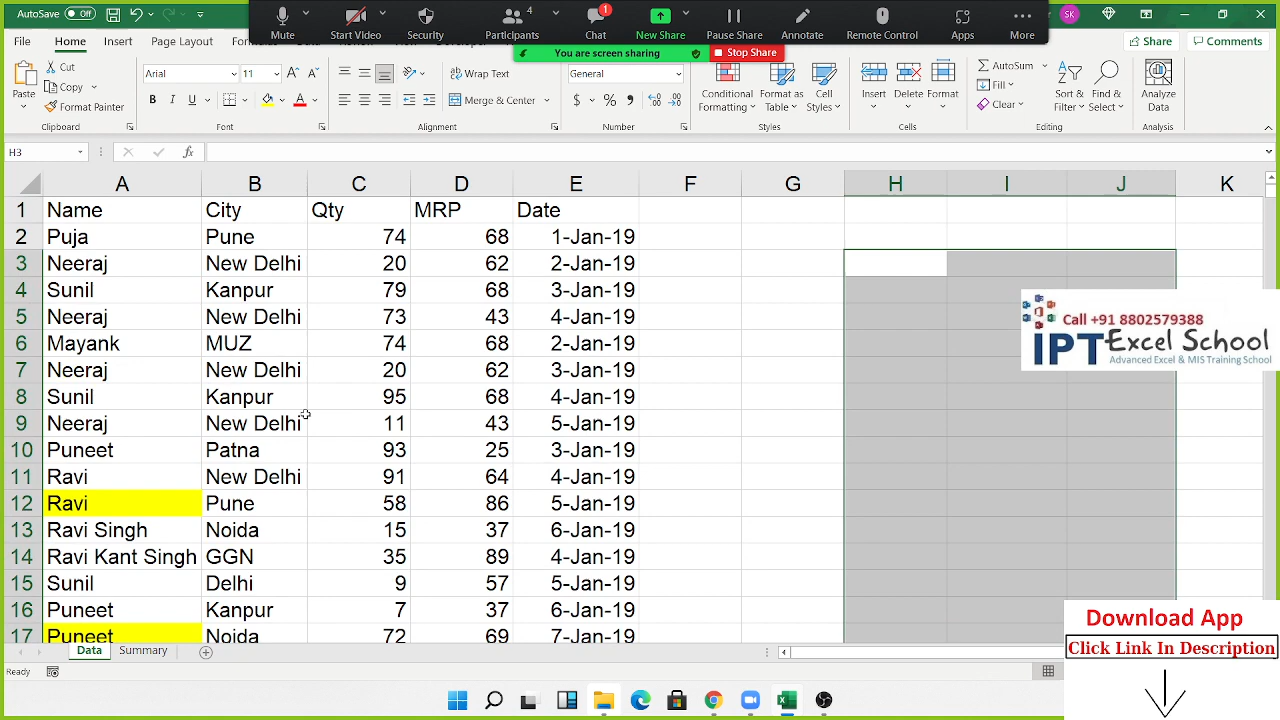 AutoSave Off
SK
Mute
Start Video
Security
4
Participants
1
Chat
New Share
Pause Share
Annotate
Remote Control
Apps
More
You are screen sharing
Stop Share
File
Home
Insert
Page Layout
Share
Comments
Paste
Cut
Copy
Format Painter
Clipboard
Arial
11
B I U
Font
Wrap Text
Merge & Center
Alignment
General
$ % ,
Number
Conditional Formatting
Format as Table
Cell Styles
Styles
Insert
Delete
Format
Cells
AutoSum
Fill
Clear
Sort & Filter
Find & Select
Editing
Analyze Data
Analysis
H3
fx
A B C D E F G H I J K
1 Name City Qty MRP Date
2 Puja Pune 74 68 1-Jan-19
3 Neeraj New Delhi 20 62 2-Jan-19
4 Sunil Kanpur 79 68 3-Jan-19
5 Neeraj New Delhi 73 43 4-Jan-19
6 Mayank MUZ 74 68 2-Jan-19
7 Neeraj New Delhi 20 62 3-Jan-19
8 Sunil Kanpur 95 68 4-Jan-19
9 Neeraj New Delhi 11 43 5-Jan-19
10 Puneet Patna 93 25 3-Jan-19
11 Ravi New Delhi 91 64 4-Jan-19
12 Ravi Pune 58 86 5-Jan-19
13 Ravi Singh Noida 15 37 6-Jan-19
14 Ravi Kant Singh GGN 35 89 4-Jan-19
15 Sunil Delhi 9 57 5-Jan-19
16 Puneet Kanpur 7 37 6-Jan-19
17 Puneet Noida 72 69 7-Jan-19
Call +91 8802579388
IPT Excel School
Advanced Excel & MIS Training School
Download App
Click Link In Description
Data
Summary
Ready